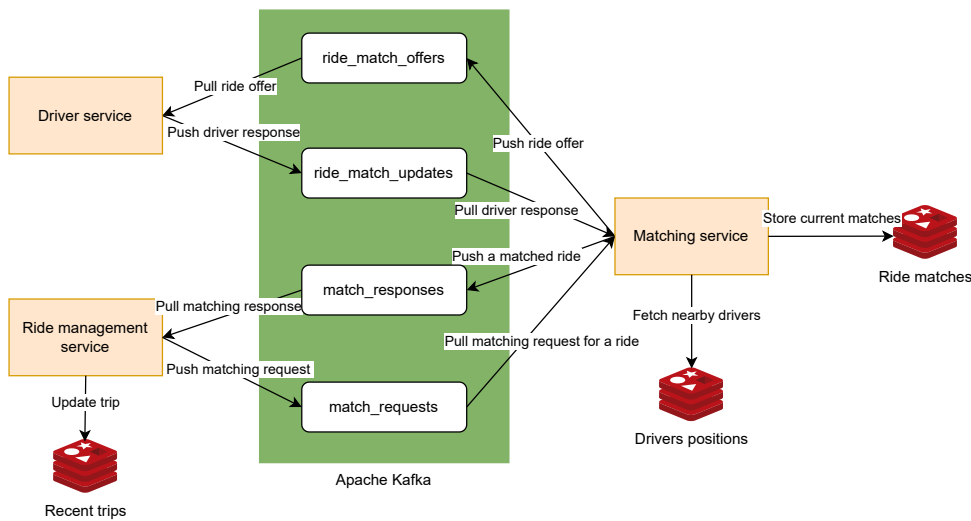 ride_match_offers
Pull ride offer
Driver service
Push driver response
Push ride offer
ride_match_updates
Pull driver response
Store current matches
Matching service
Push a matched ride
match_responses
Ride matches
Pull matching response
Fetch nearby drivers
Ride management
service
Pull matching request for a ride
Push matching request
Update trip
match_requests
Drivers positions
Apache Kafka
Recent trips